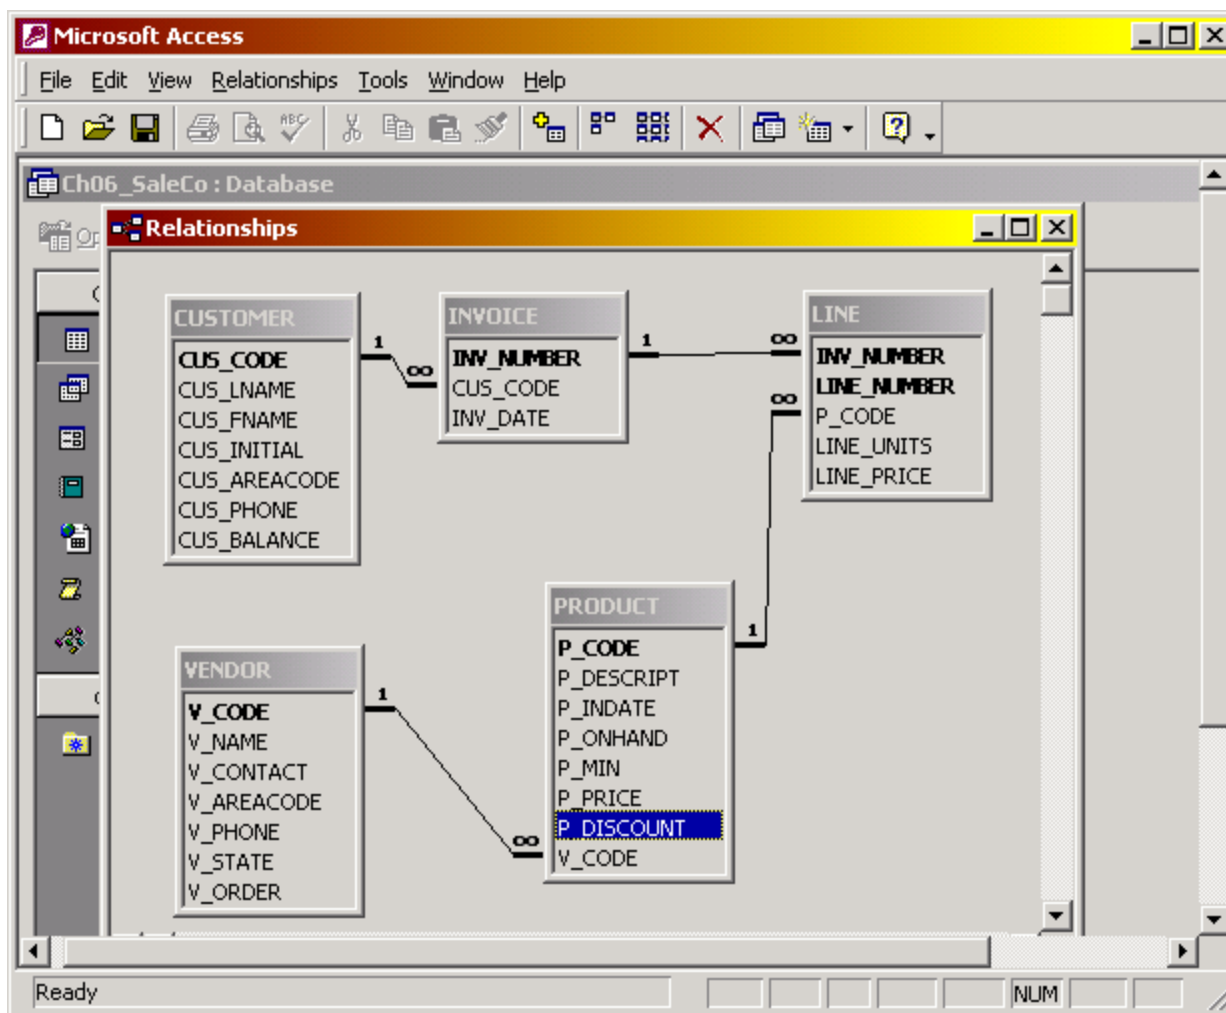 Microsoft Access
File Edit View Relationships Tools Window Help
ABC
Ch06_SaleCo : Database
Op
Relationships
CUSTOMER
CUS_CODE
CUS_LNAME
CUS_FNAME
CUS_INITIAL
CUS_AREACODE
CUS_PHONE
CUS_BALANCE
1
∞
INVOICE
INV_NUMBER
CUS_CODE
INV_DATE
1
∞
LINE
INV_NUMBER
LINE_NUMBER
P_CODE
LINE_UNITS
LINE_PRICE
∞
1
VENDOR
V_CODE
V_NAME
V_CONTACT
V_AREACODE
V_PHONE
V_STATE
V_ORDER
1
∞
PRODUCT
P_CODE
P_DESCRIPT
P_INDATE
P_ONHAND
P_MIN
P_PRICE
P_DISCOUNT
V_CODE
Ready
NUM